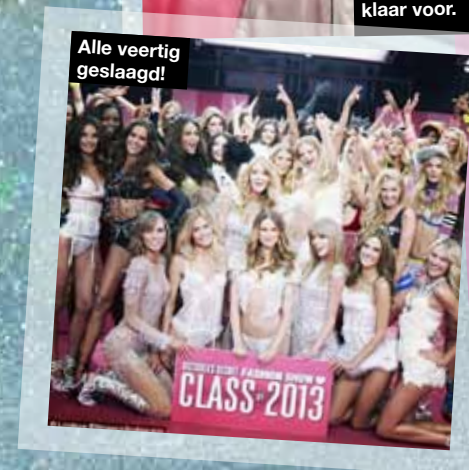 klaar voor.
Alle veertig
geslaagd!
VICTORIA'S SECRET FASHION SHOW
CLASS OF 2013